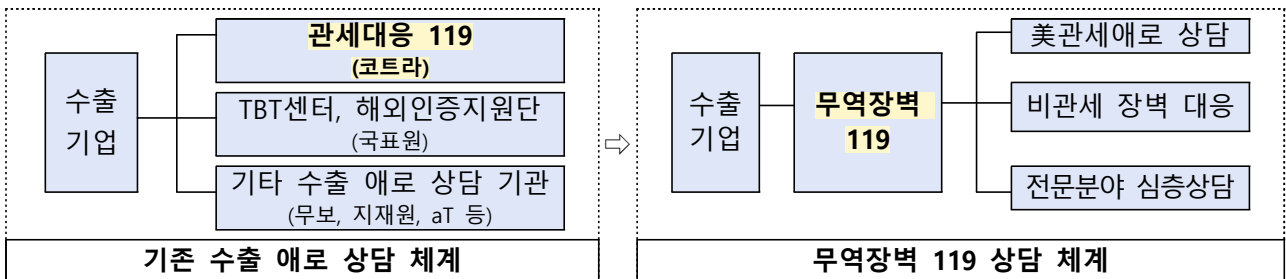 수출
기업
관세대응 119
(코트라)
TBT센터, 해외인증지원단
(국표원)
기타 수출 애로 상담 기관
(무보, 지재원, aT 등)
기존 수출 애로 상담 체계
⇨
수출
기업
무역장벽
119
美관세애로 상담
비관세 장벽 대응
전문분야 심층상담
무역장벽 119 상담 체계